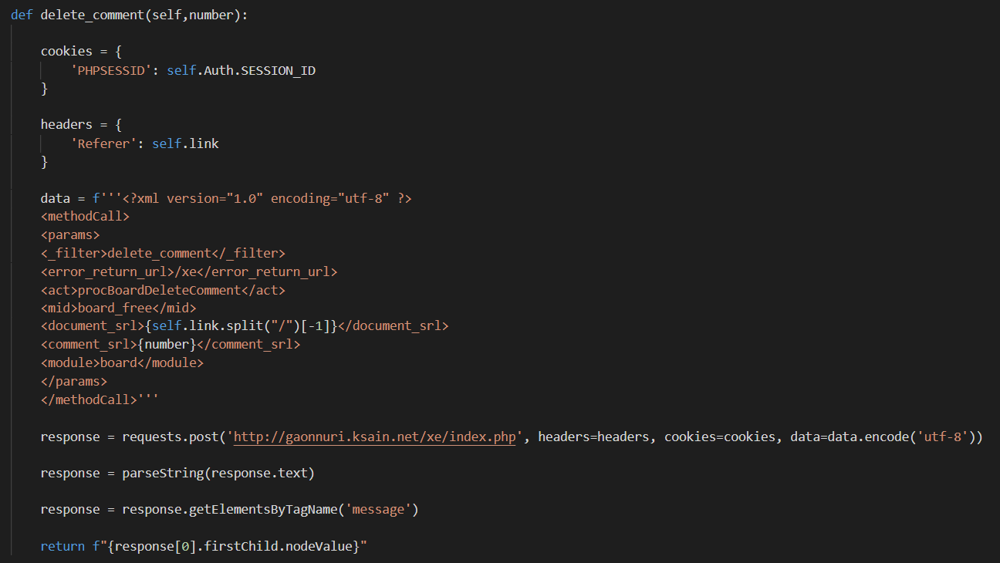 def delete_comment(self,number):
cookies = {
'PHPSESSID': self.Auth.SESSION_ID
}
headers = {
'Referer': self.link
}
data = f'''<?xml version="1.0" encoding="utf-8" ?>
<methodCall>
<params>
<_filter>delete_comment</_filter>
<error_return_url>/xe</error_return_url>
<act>procBoardDeleteComment</act>
<mid>board_free</mid>
<document_srl>{self.link.split("/")[-1]}</document_srl>
<comment_srl>{number}</comment_srl>
<module>board</module>
</params>
</methodCall>'''
response = requests.post('http://gaonnuri.ksain.net/xe/index.php', headers=headers, cookies=cookies, data=data.encode('utf-8'))
response = parseString(response.text)
response = response.getElementsByTagName('message')
return f"{response[0].firstChild.nodeValue}"